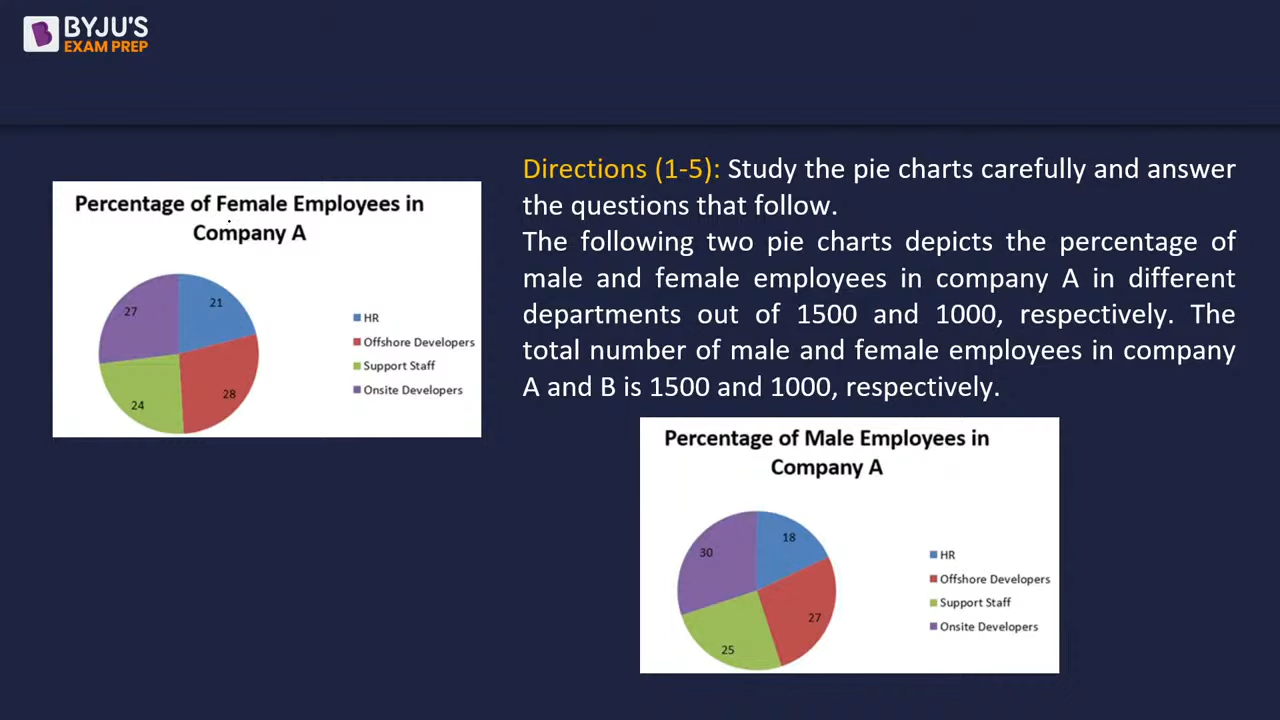 BYJU'S
EXAM PREP
Directions (1-5): Study the pie charts carefully and answer
the questions that follow.
The following two pie charts depicts the percentage of
male and female employees in company A in different
departments out of 1500 and 1000, respectively. The
total number of male and female employees in company
A and B is 1500 and 1000, respectively.
Percentage of Female Employees in
Company A
21
28
24
27
HR
Offshore Developers
Support Staff
Onsite Developers
Percentage of Male Employees in
Company A
18
27
25
30
HR
Offshore Developers
Support Staff
Onsite Developers